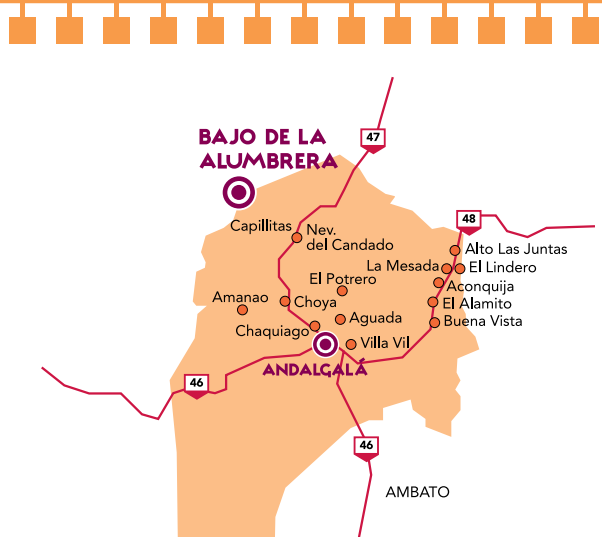 47
BAJO DE LA
ALUMBRERA
48
Capillitas
Nev.
del Candado
Alto Las Juntas
La Mesada
El Lindero
El Potrero
Aconquija
Amanao
Choya
El Alamito
Aguada
Buena Vista
Chaquiago
Villa Vil
ANDALGALÁ
46
46
AMBATO